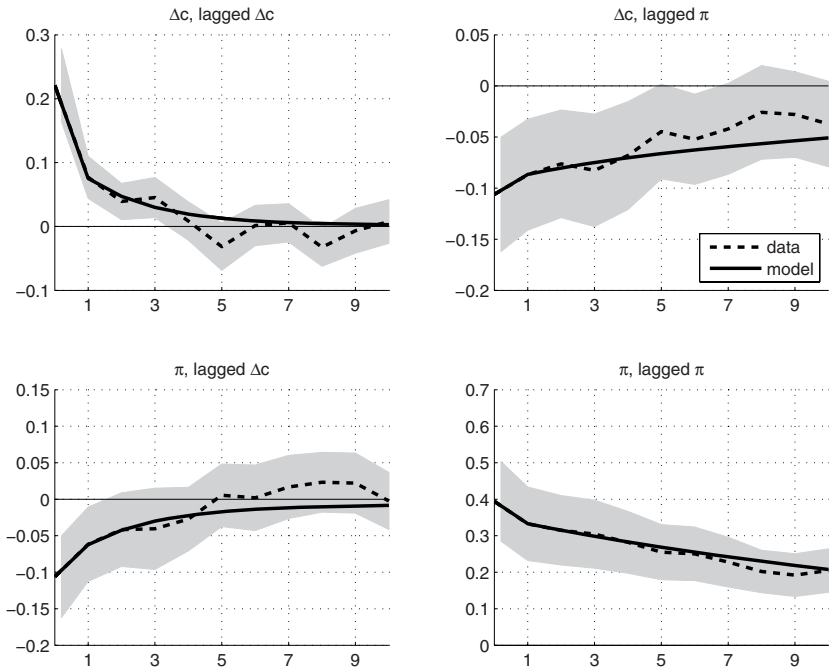 Δc, lagged Δc
0.3
0.2
0.1
0
−0.1
1 3 5 7 9
Δc, lagged π
0.05
0
−0.05
−0.1
−0.15
−0.2
1 3 5 7 9
data
model
π, lagged Δc
0.15
0.1
0.05
0
−0.05
−0.1
−0.15
−0.2
1 3 5 7 9
π, lagged π
0.7
0.6
0.5
0.4
0.3
0.2
0.1
0
1 3 5 7 9